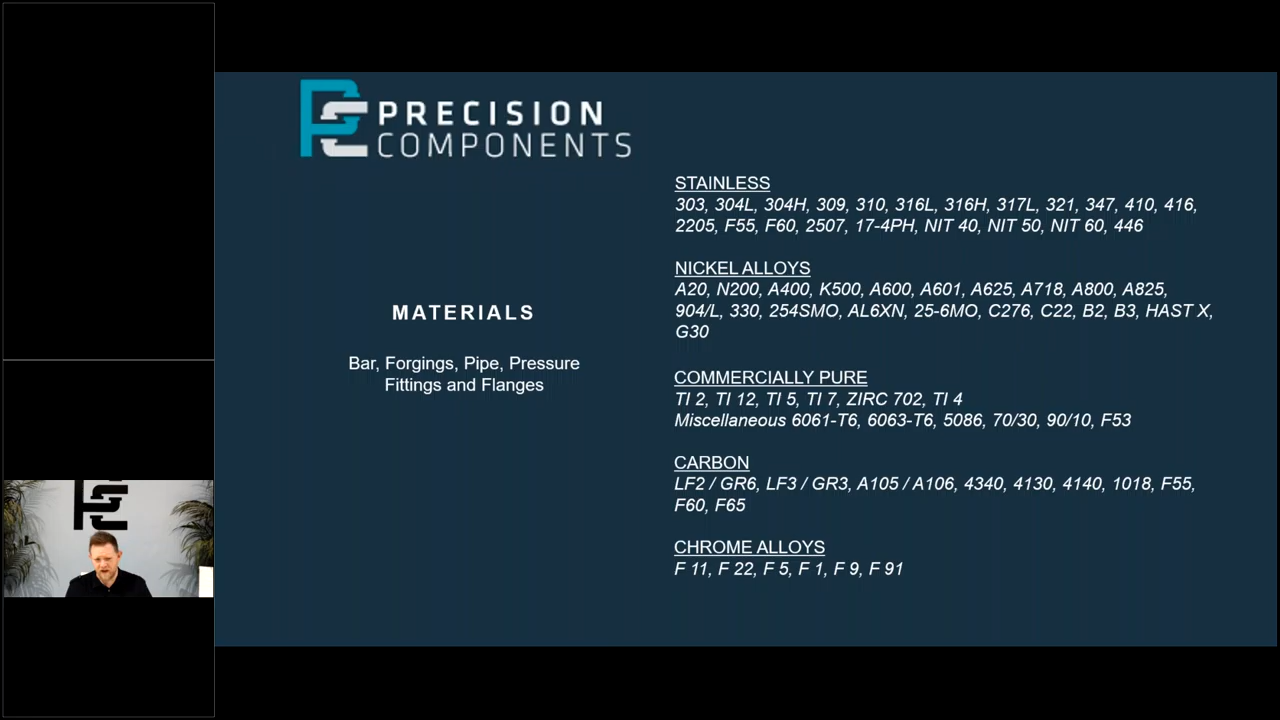 PRECISION
COMPONENTS
MATERIALS
Bar, Forgings, Pipe, Pressure
Fittings and Flanges
STAINLESS
303, 304L, 304H, 309, 310, 316L, 316H, 317L, 321, 347, 410, 416,
2205, F55, F60, 2507, 17-4PH, NIT 40, NIT 50, NIT 60, 446
NICKEL ALLOYS
A20, N200, A400, K500, A600, A601, A625, A718, A800, A825,
904/L, 330, 254SMO, AL6XN, 25-6MO, C276, C22, B2, B3, HAST X,
G30
COMMERCIALLY PURE
TI 2, TI 12, TI 5, TI 7, ZIRC 702, TI 4
Miscellaneous 6061-T6, 6063-T6, 5086, 70/30, 90/10, F53
CARBON
LF2 / GR6, LF3 / GR3, A105 / A106, 4340, 4130, 4140, 1018, F55,
F60, F65
CHROME ALLOYS
F 11, F 22, F 5, F 1, F 9, F 91